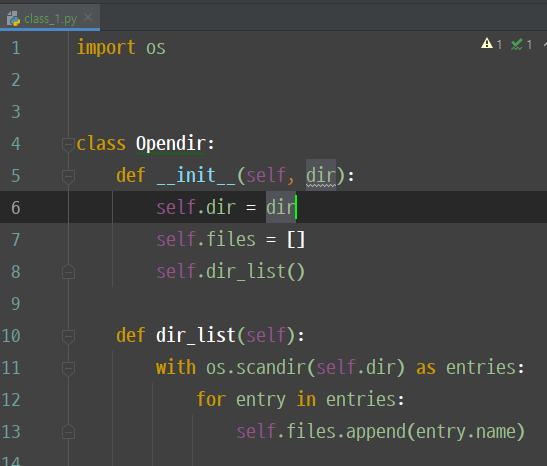 class_1.py
1 import os
1 1
2
3
4 class Opendir:
5 def __init__(self, dir):
6 self.dir = dir
7 self.files = []
8 self.dir_list()
9
10 def dir_list(self):
11 with os.scandir(self.dir) as entries:
12 for entry in entries:
13 self.files.append(entry.name)
14